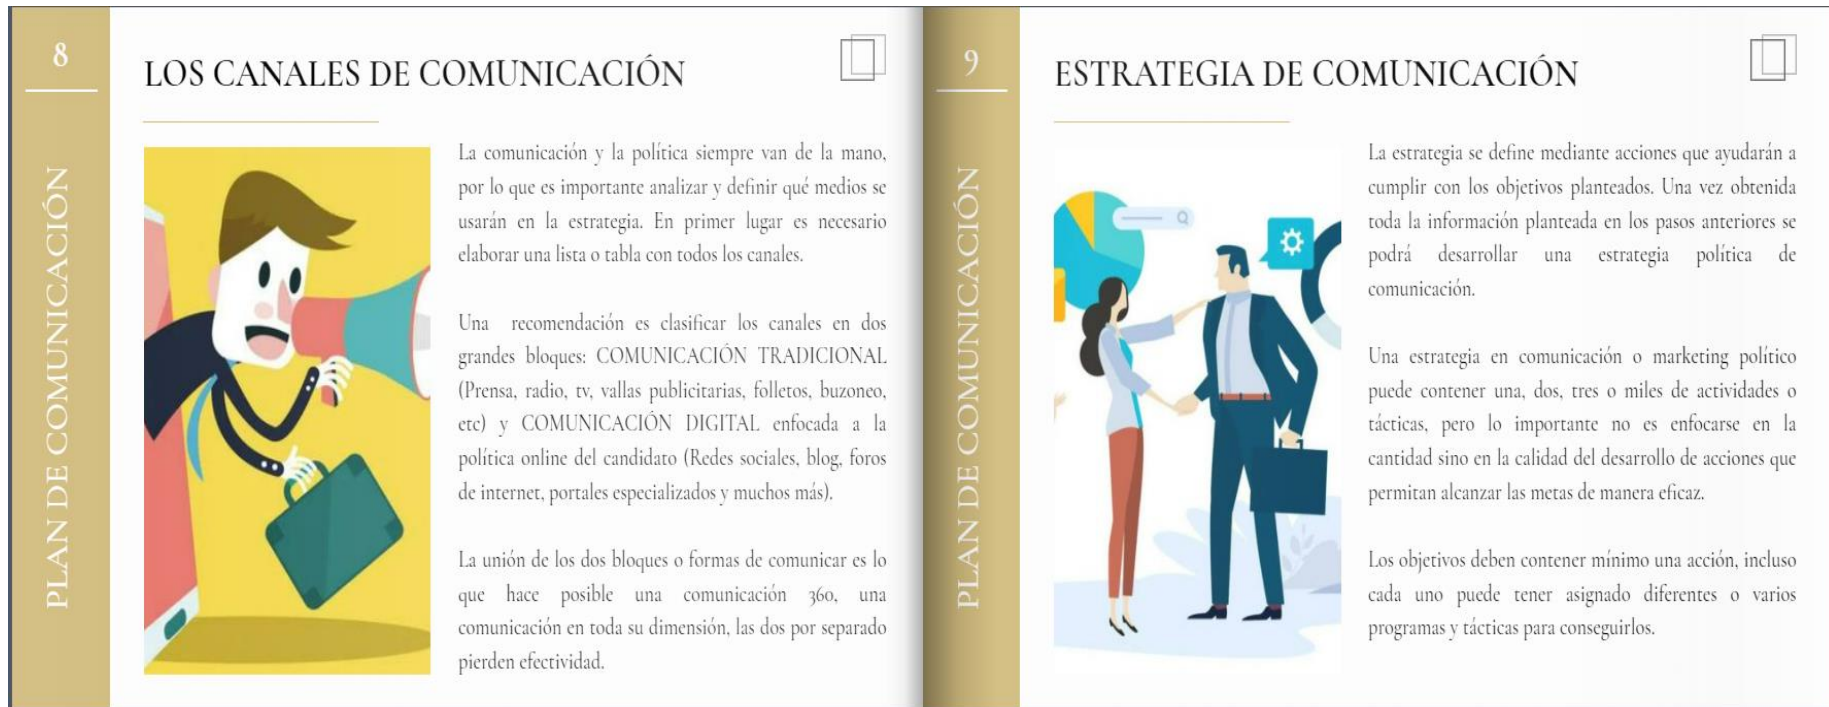 8
PLAN DE COMUNICACIÓN
LOS CANALES DE COMUNICACIÓN
La comunicación y la política siempre van de la mano,
por lo que es importante analizar y definir qué medios se
usarán en la estrategia. En primer lugar es necesario
elaborar una lista o tabla con todos los canales.
Una recomendación es clasificar los canales en dos
grandes bloques: COMUNICACIÓN TRADICIONAL
(Prensa, radio, tv, vallas publicitarias, folletos, buzoneo,
etc) y COMUNICACIÓN DIGITAL enfocada a la
política online del candidato (Redes sociales, blog, foros
de internet, portales especializados y muchos más).
La unión de los dos bloques o formas de comunicar es lo
que hace posible una comunicación 360, una
comunicación en toda su dimensión, las dos por separado
pierden efectividad.
9
PLAN DE COMUNICACIÓN
ESTRATEGIA DE COMUNICACIÓN
La estrategia se define mediante acciones que ayudarán a
cumplir con los objetivos planteados. Una vez obtenida
toda la información planteada en los pasos anteriores se
podrá desarrollar una estrategia política de
comunicación.
Una estrategia en comunicación o marketing político
puede contener una, dos, tres o miles de actividades o
tácticas, pero lo importante no es enfocarse en la
cantidad sino en la calidad del desarrollo de acciones que
permitan alcanzar las metas de manera eficaz.
Los objetivos deben contener mínimo una acción, incluso
cada uno puede tener asignado diferentes o varios
programas y tácticas para conseguirlos.